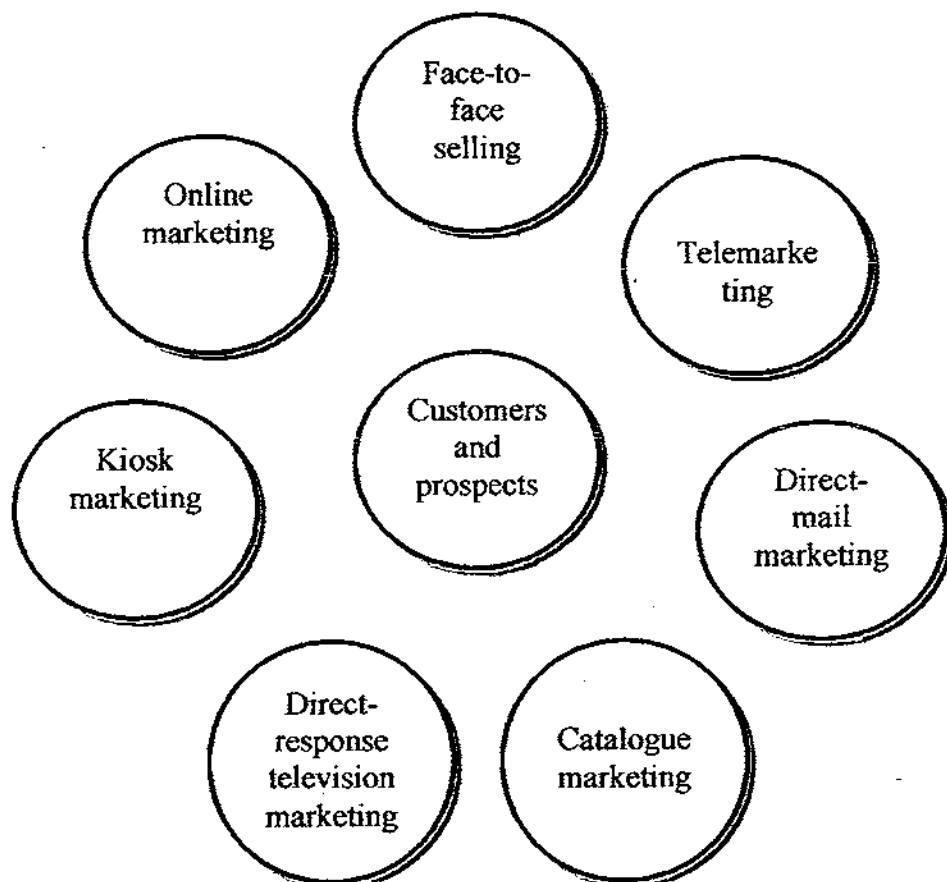 Face-to-
face
selling
Online
marketing
Telemarke
ting
Customers
and
prospects
Kiosk
marketing
Direct-
mail
marketing
Direct-
response
television
marketing
Catalogue
marketing